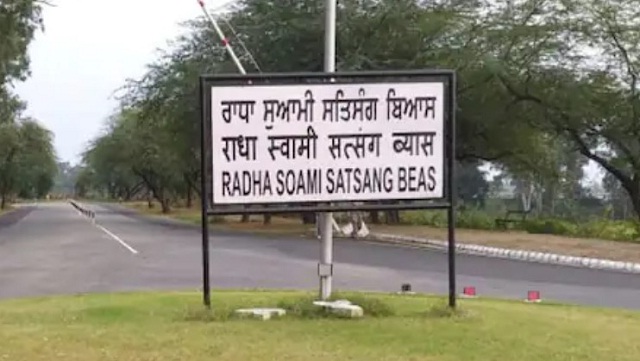 ਰਾਧਾ ਸੁਆਮੀ ਸਤਿਸੰਗ ਬਿਆਸ
राधा स्वामी सत्संग ब्यास
RADHA SOAMI SATSANG BEAS